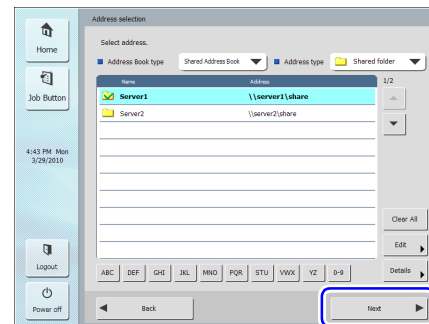 Address selection
Home
Select address.
Address Book type
Shared Address Book
Address type
Shared folder
Job Button
Name
Address
1/2
Server1
\\server1\share
Server2
\\server2\share
4:43 PM Mon
3/29/2010
Clear All
Edit
Logout
ABC
DEF
GHI
JKL
MNO
PQR
STU
VWX
YZ
0-9
Details
Power off
Back
Next